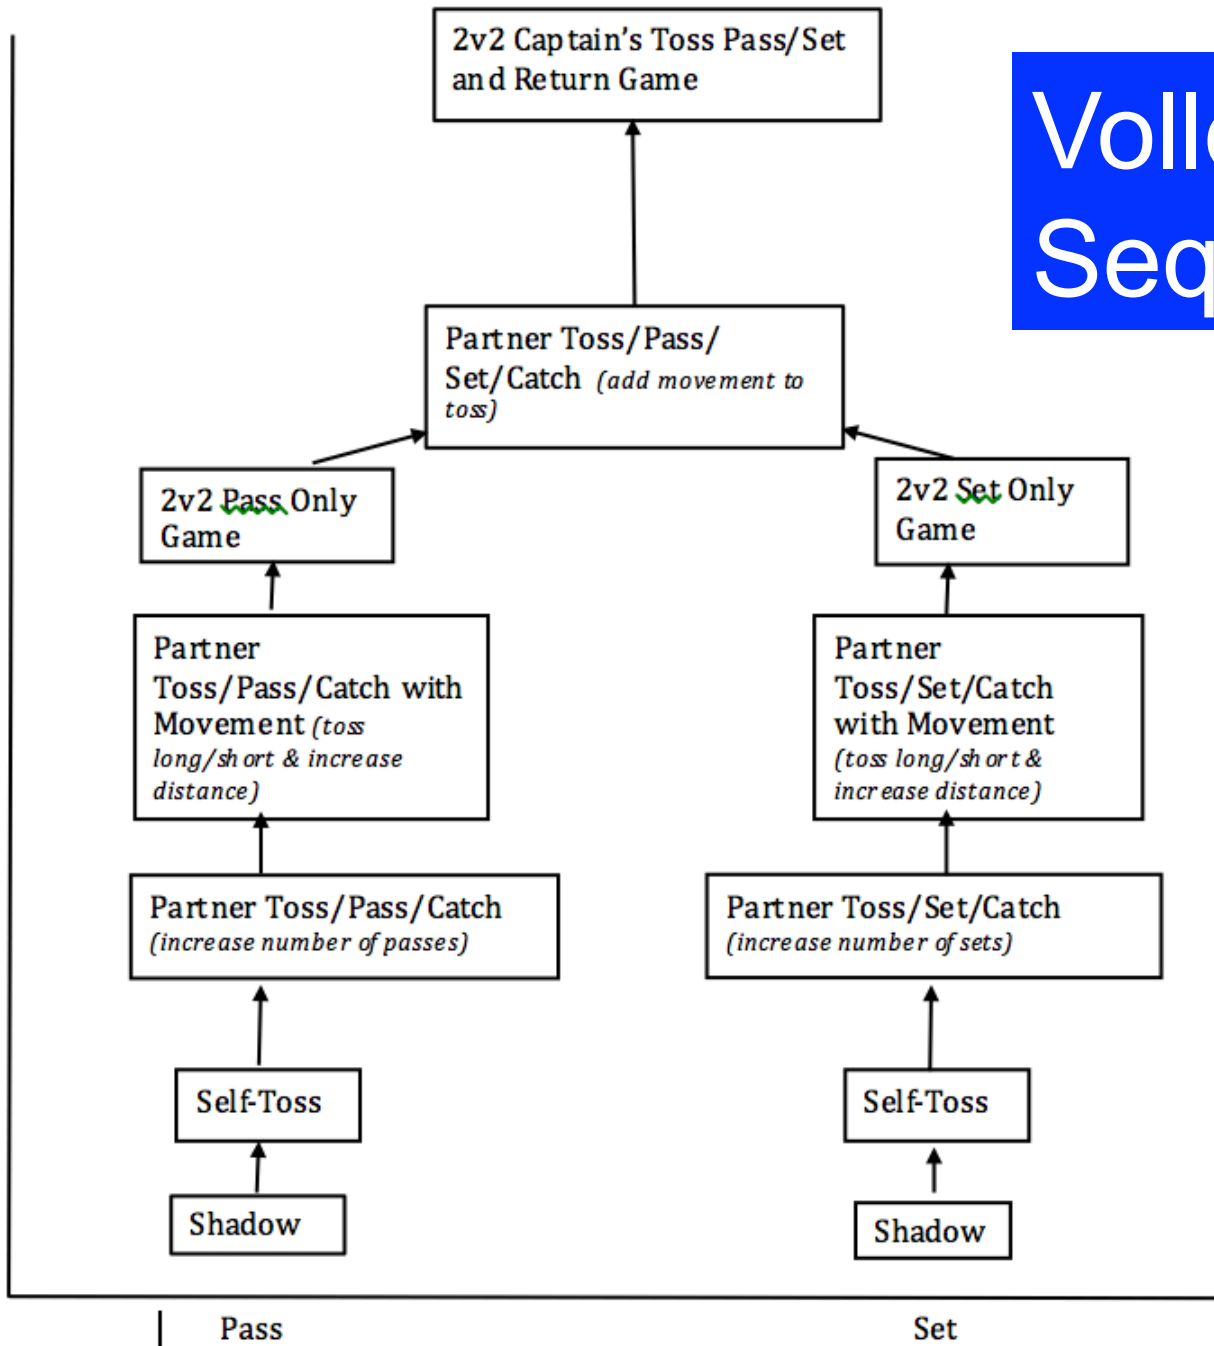 2v2 Captain's Toss Pass/Set
and Return Game
Partner Toss/Pass/
Set/Catch (add movement to
toss)
2v2 Pass Only
Game
2v2 Set Only
Game
Partner
Toss/Pass/Catch with
Movement (toss
long/short & increase
distance)
Partner
Toss/Set/Catch
with Movement
(toss long/short &
increase distance)
Partner Toss/Pass/Catch
(increase number of passes)
Partner Toss/Set/Catch
(increase number of sets)
Self-Toss
Self-Toss
Shadow
Shadow
Pass
Set